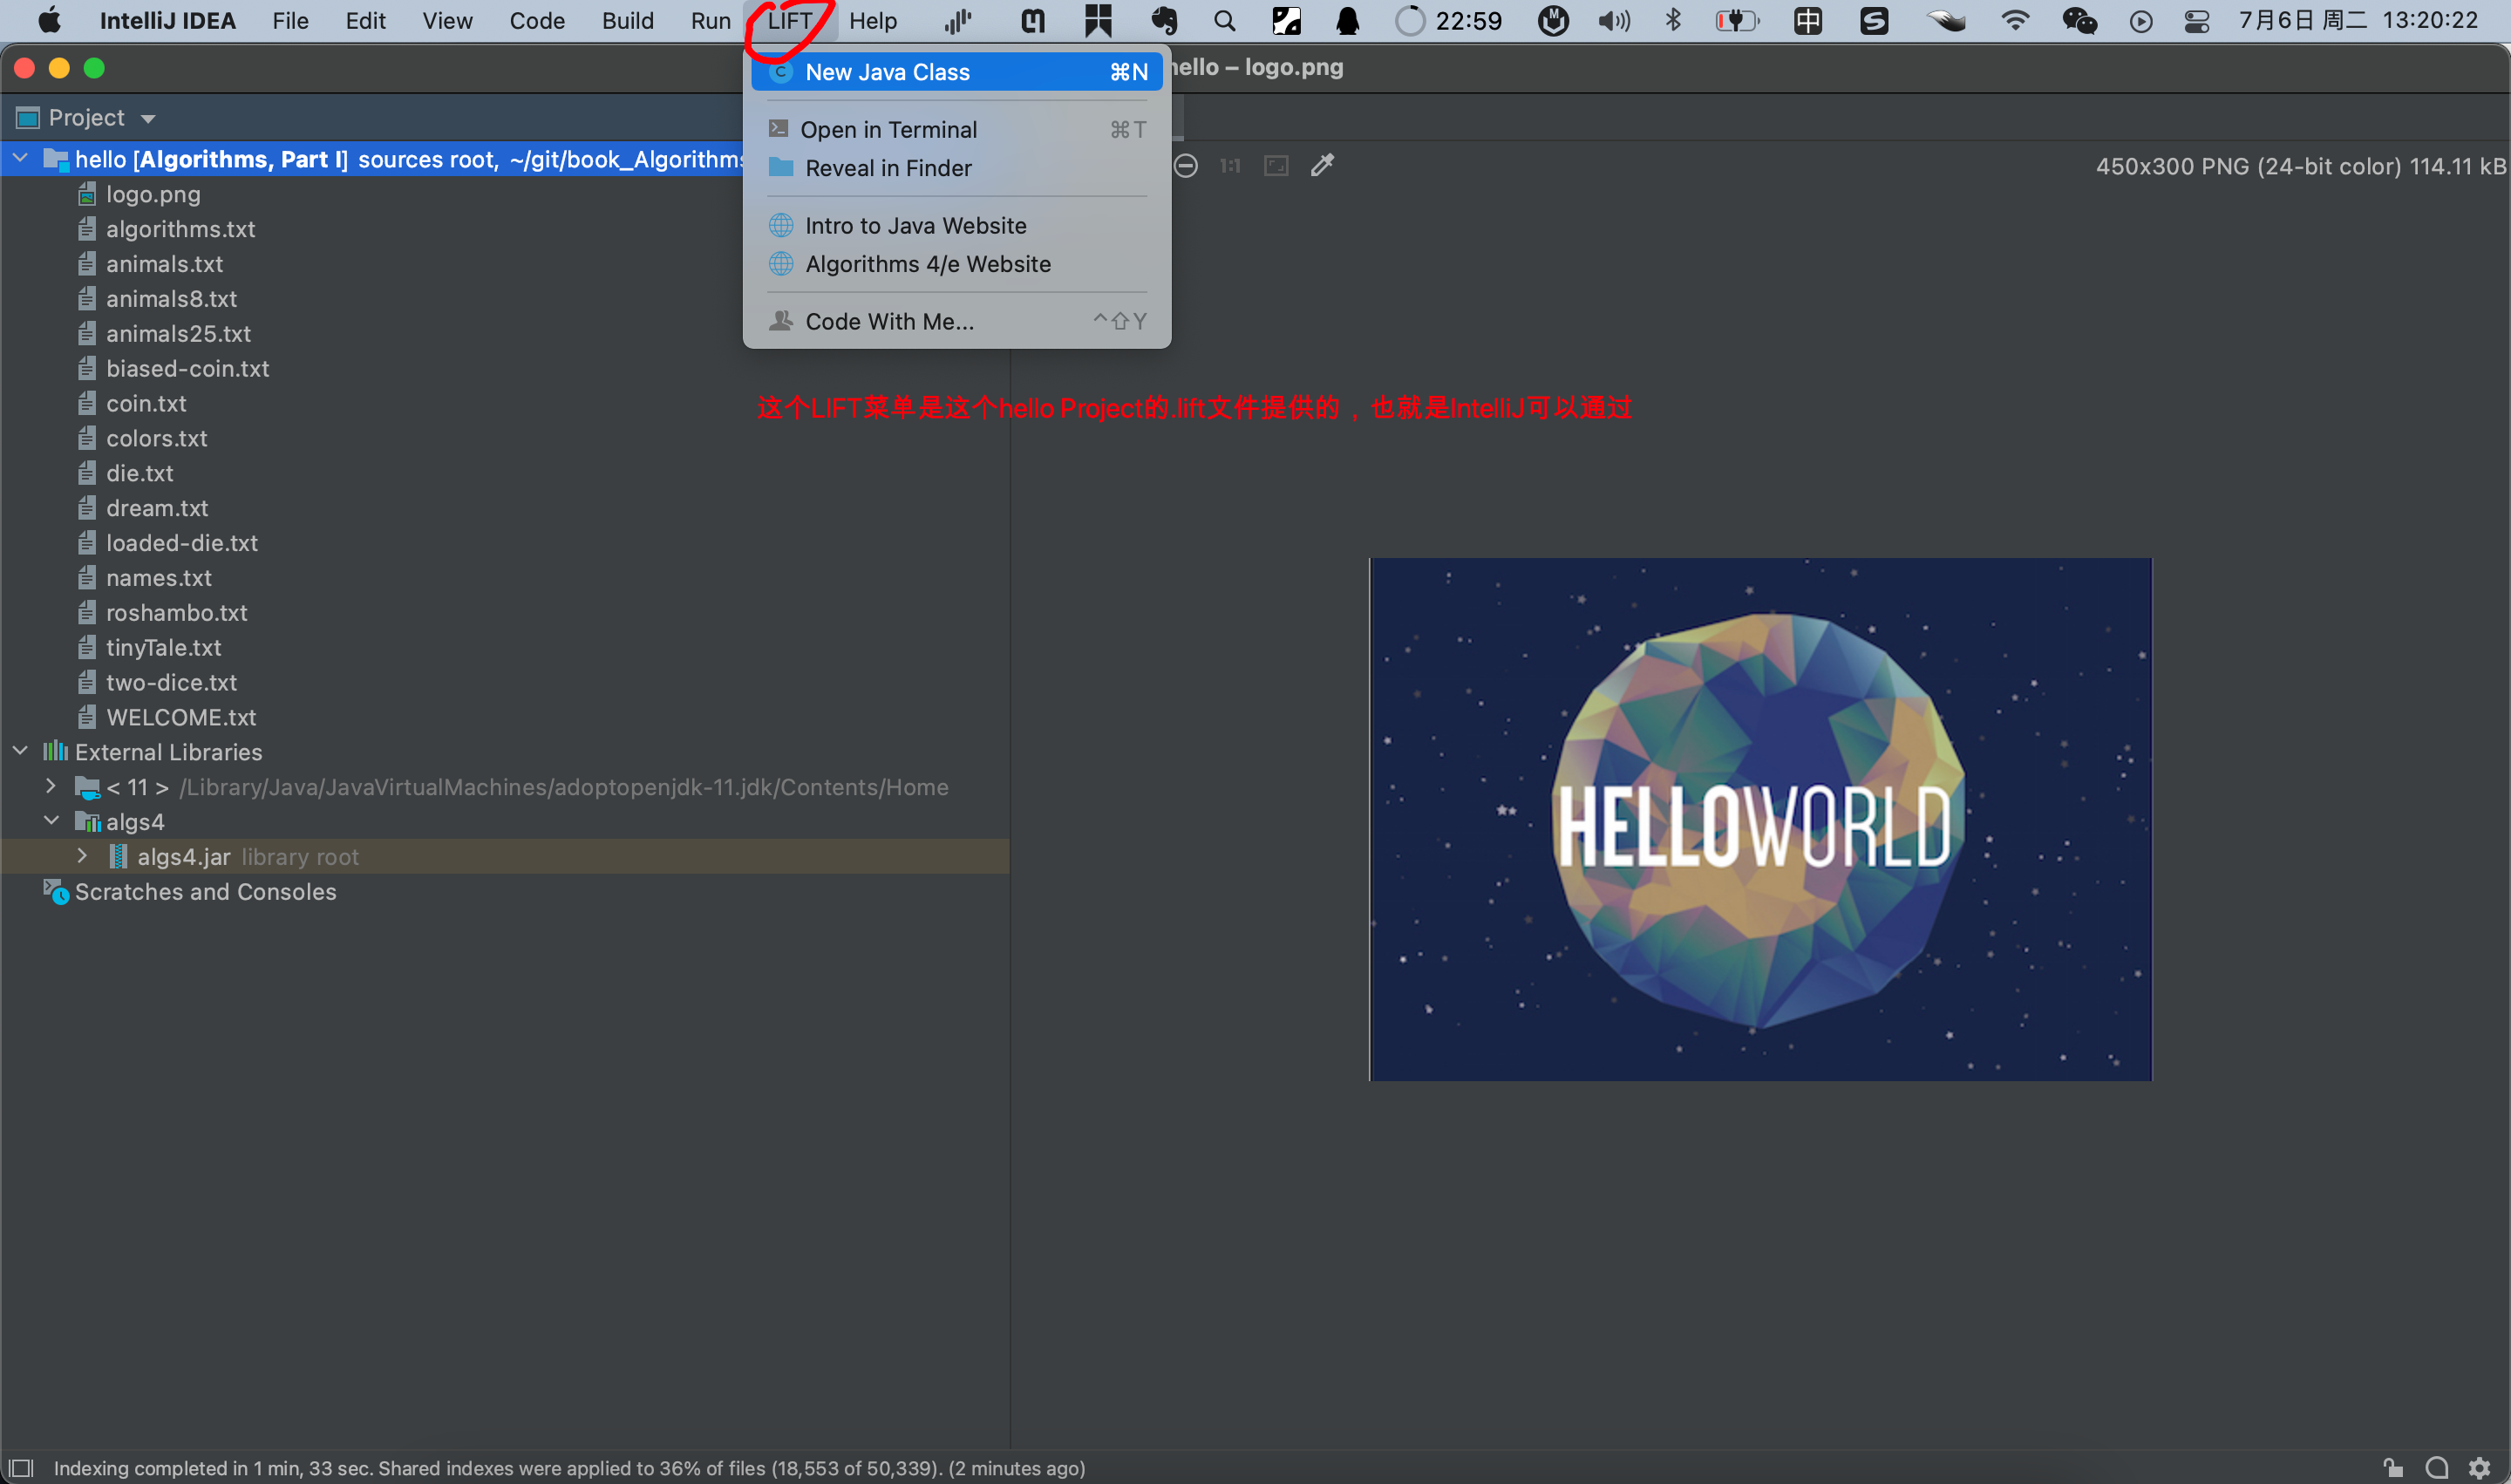 IntelliJ IDEA File Edit View Code Build Run LIFT Help 22:59 中 S 7月6日 周二 13:20:22
ello – logo.png
Project
hello [Algorithms, Part I] sources root, ~/git/book_Algorithms
logo.png
algorithms.txt
animals.txt
animals8.txt
animals25.txt
biased-coin.txt
coin.txt
colors.txt
die.txt
dream.txt
loaded-die.txt
names.txt
roshambo.txt
tinyTale.txt
two-dice.txt
WELCOME.txt
External Libraries
< 11 > /Library/Java/JavaVirtualMachines/adoptopenjdk-11.jdk/Contents/Home
algs4
algs4.jar library root
Scratches and Consoles
C New Java Class ⌘N
Open in Terminal ⌘T
Reveal in Finder
Intro to Java Website
Algorithms 4/e Website
Code With Me... ^⇧Y
1:1 450x300 PNG (24-bit color) 114.11 kB
这个LIFT菜单是这个hello Project的.lift文件提供的，也就是IntelliJ可以通过
HELLOWORLD
Indexing completed in 1 min, 33 sec. Shared indexes were applied to 36% of files (18,553 of 50,339). (2 minutes ago)